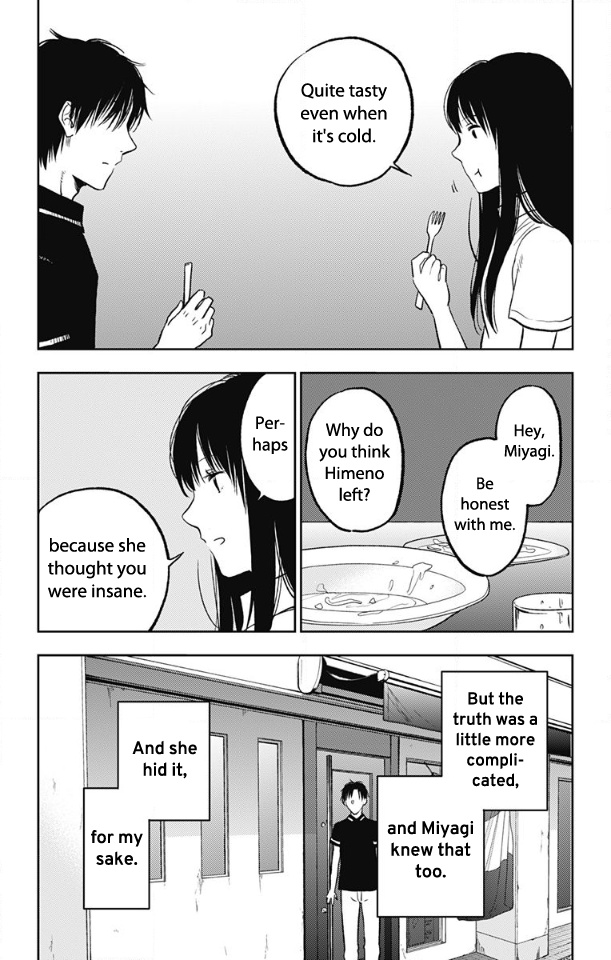 Quite tasty
even when
it's cold.
Hey,
Miyagi.
Be
honest
with me.
Why do
you think
Himeno
left?
Per-
haps
because she
thought you
were insane.
But the
truth was a
little more
compli-
cated,
and Miyagi
knew that
too.
And she
hid it,
for my
sake.